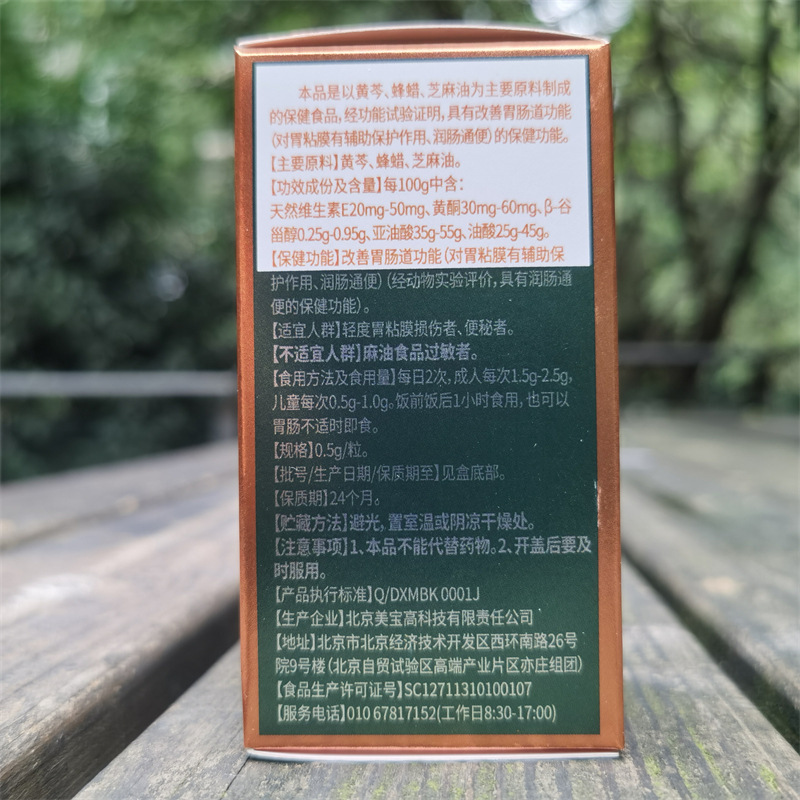 本品是以黄芩、蜂蜡、芝麻油为主要原料制成
的保健食品,经功能试验证明,具有改善胃肠道功能
(对胃粘膜有辅助保护作用、润肠通便)的保健功能。
【主要原料】黄芩、蜂蜡、芝麻油。
【功效成份及含量】每100g中含:
天然维生素E20mg-50mg、黄酮30mg-60mg、β-谷
甾醇0.25g-0.95g、亚油酸35g-55g、油酸25g-45g。
【保健功能】改善胃肠道功能(对胃粘膜有辅助保
护作用、润肠通便)(经动物实验评价,具有润肠通
便的保健功能)。
【适宜人群】轻度胃粘膜损伤者、便秘者。
【不适宜人群】麻油食品过敏者。
【食用方法及食用量】每日2次,成人每次1.5g-2.5g,
儿童每次0.5g-1.0g。饭前饭后1小时食用,也可以
胃肠不适时即食。
【规格】0.5g/粒。
【批号/生产日期/保质期至】见盒底部。
【保质期】24个月。
【贮藏方法】避光,置室温或阴凉干燥处。
【注意事项】1、本品不能代替药物。2、开盖后要及
时服用。
【产品执行标准】Q/DXMBK 0001J
【生产企业】北京美宝高科技有限责任公司
【地址】北京市北京经济技术开发区西环南路26号
院9号楼(北京自贸试验区高端产业片区亦庄组团)
【食品生产许可证号】SC12711310100107
【服务电话】010 67817152(工作日8:30-17:00)